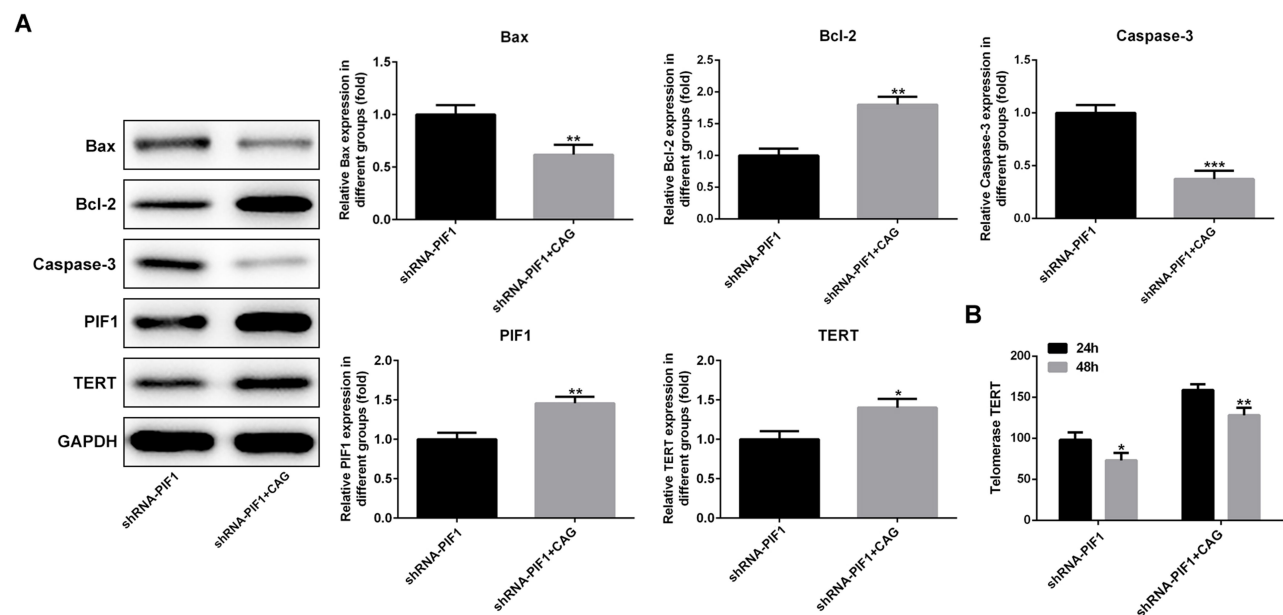 A
Bax
Bcl-2
Caspase-3
PIF1
TERT
GAPDH
shRNA-PIF1
shRNA-PIF1+CAG
Bax
Relative Bax expression in
different groups (fold)
1.5
1.0
0.5
0.0
**
shRNA-PIF1
shRNA-PIF1+CAG
Bcl-2
Relative Bcl-2 expression in
different groups (fold)
2.5
2.0
1.5
1.0
0.5
0.0
**
shRNA-PIF1
shRNA-PIF1+CAG
Caspase-3
Relative Caspase-3 expression in
different groups (fold)
1.5
1.0
0.5
0.0
***
shRNA-PIF1
shRNA-PIF1+CAG
PIF1
Relative PIF1 expression in
different groups (fold)
2.0
1.5
1.0
0.5
0.0
**
shRNA-PIF1
shRNA-PIF1+CAG
TERT
Relative TERT expression in
different groups (fold)
2.0
1.5
1.0
0.5
0.0
*
shRNA-PIF1
shRNA-PIF1+CAG
B
24h
48h
Telomerase TERT
200
150
100
50
0
*
**
shRNA-PIF1
shRNA-PIF1+CAG